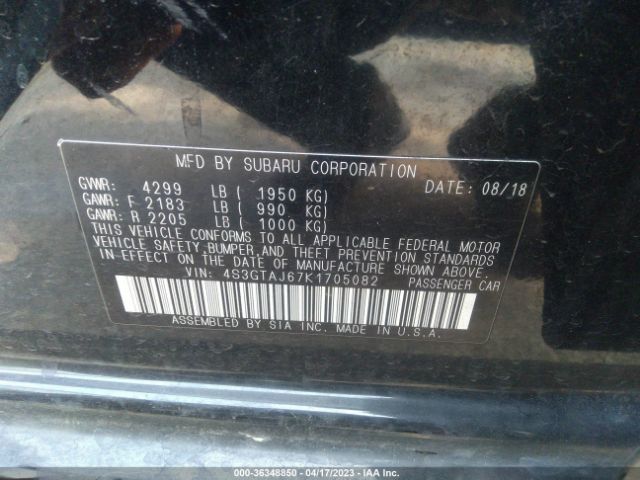 MFD BY SUBARU CORPORATION
GVWR: 4299 LB ( 1950 KG) DATE: 08/18
GAWR: F 2183 LB ( 990 KG)
GAWR: R 2205 LB ( 1000 KG)
THIS VEHICLE CONFORMS TO ALL APPLICABLE FEDERAL MOTOR
VEHICLE SAFETY,BUMPER,AND THEFT PREVENTION STANDARDS
IN EFFECT ON THE DATE OF MANUFACTURE SHOWN ABOVE.
VIN: 4S3GTAJ67K1705082 PASSENGER CAR
ASSEMBLED BY SIA INC. MADE IN U.S.A.
000-36348850 - 04/17/2023 - IAA Inc.